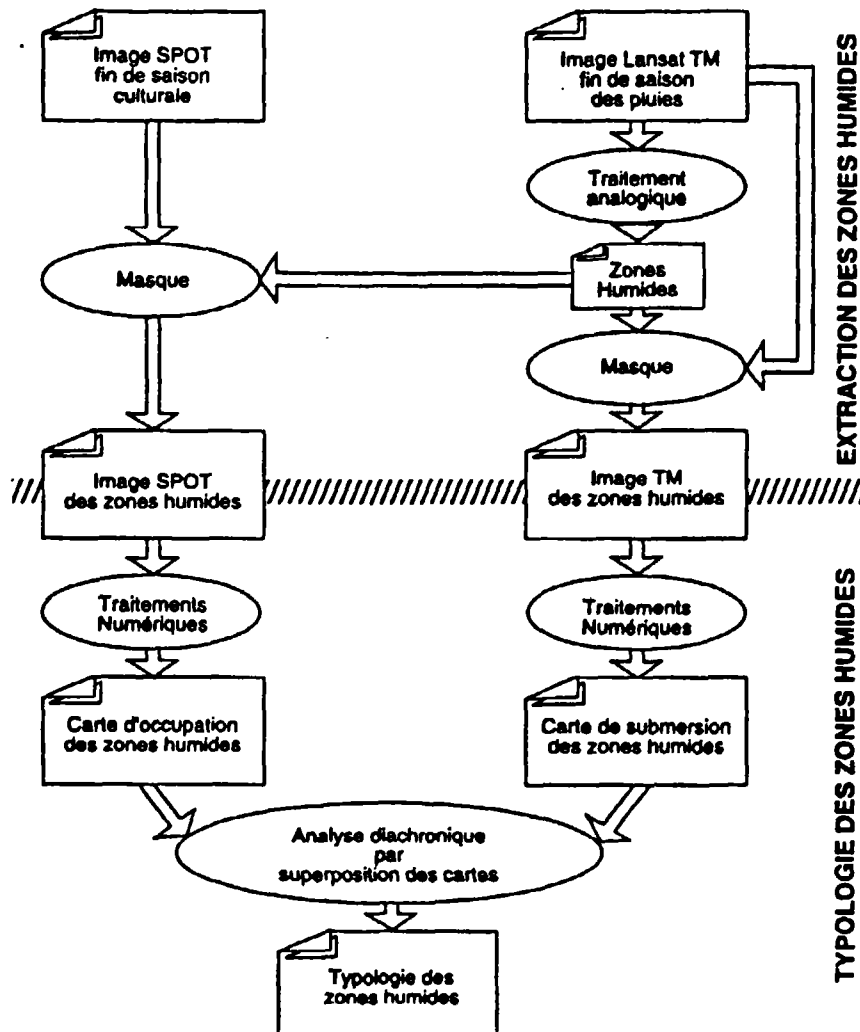 Image SPOT
fin de saison
culturale
Image Lansat TM
fin de saison
des pluies
Traitement
analogique
Zones
Humides
Masque
Masque
EXTRACTION DES ZONES HUMIDES
Image SPOT
des zones humides
Image TM
des zones humides
Traitements
Numériques
Traitements
Numériques
Carte d'occupation
des zones humides
Carte de submersion
des zones humides
Analyse diachronique
par
superposition des cartes
Typologie des
zones humides
TYPOLOGIE DES ZONES HUMIDES